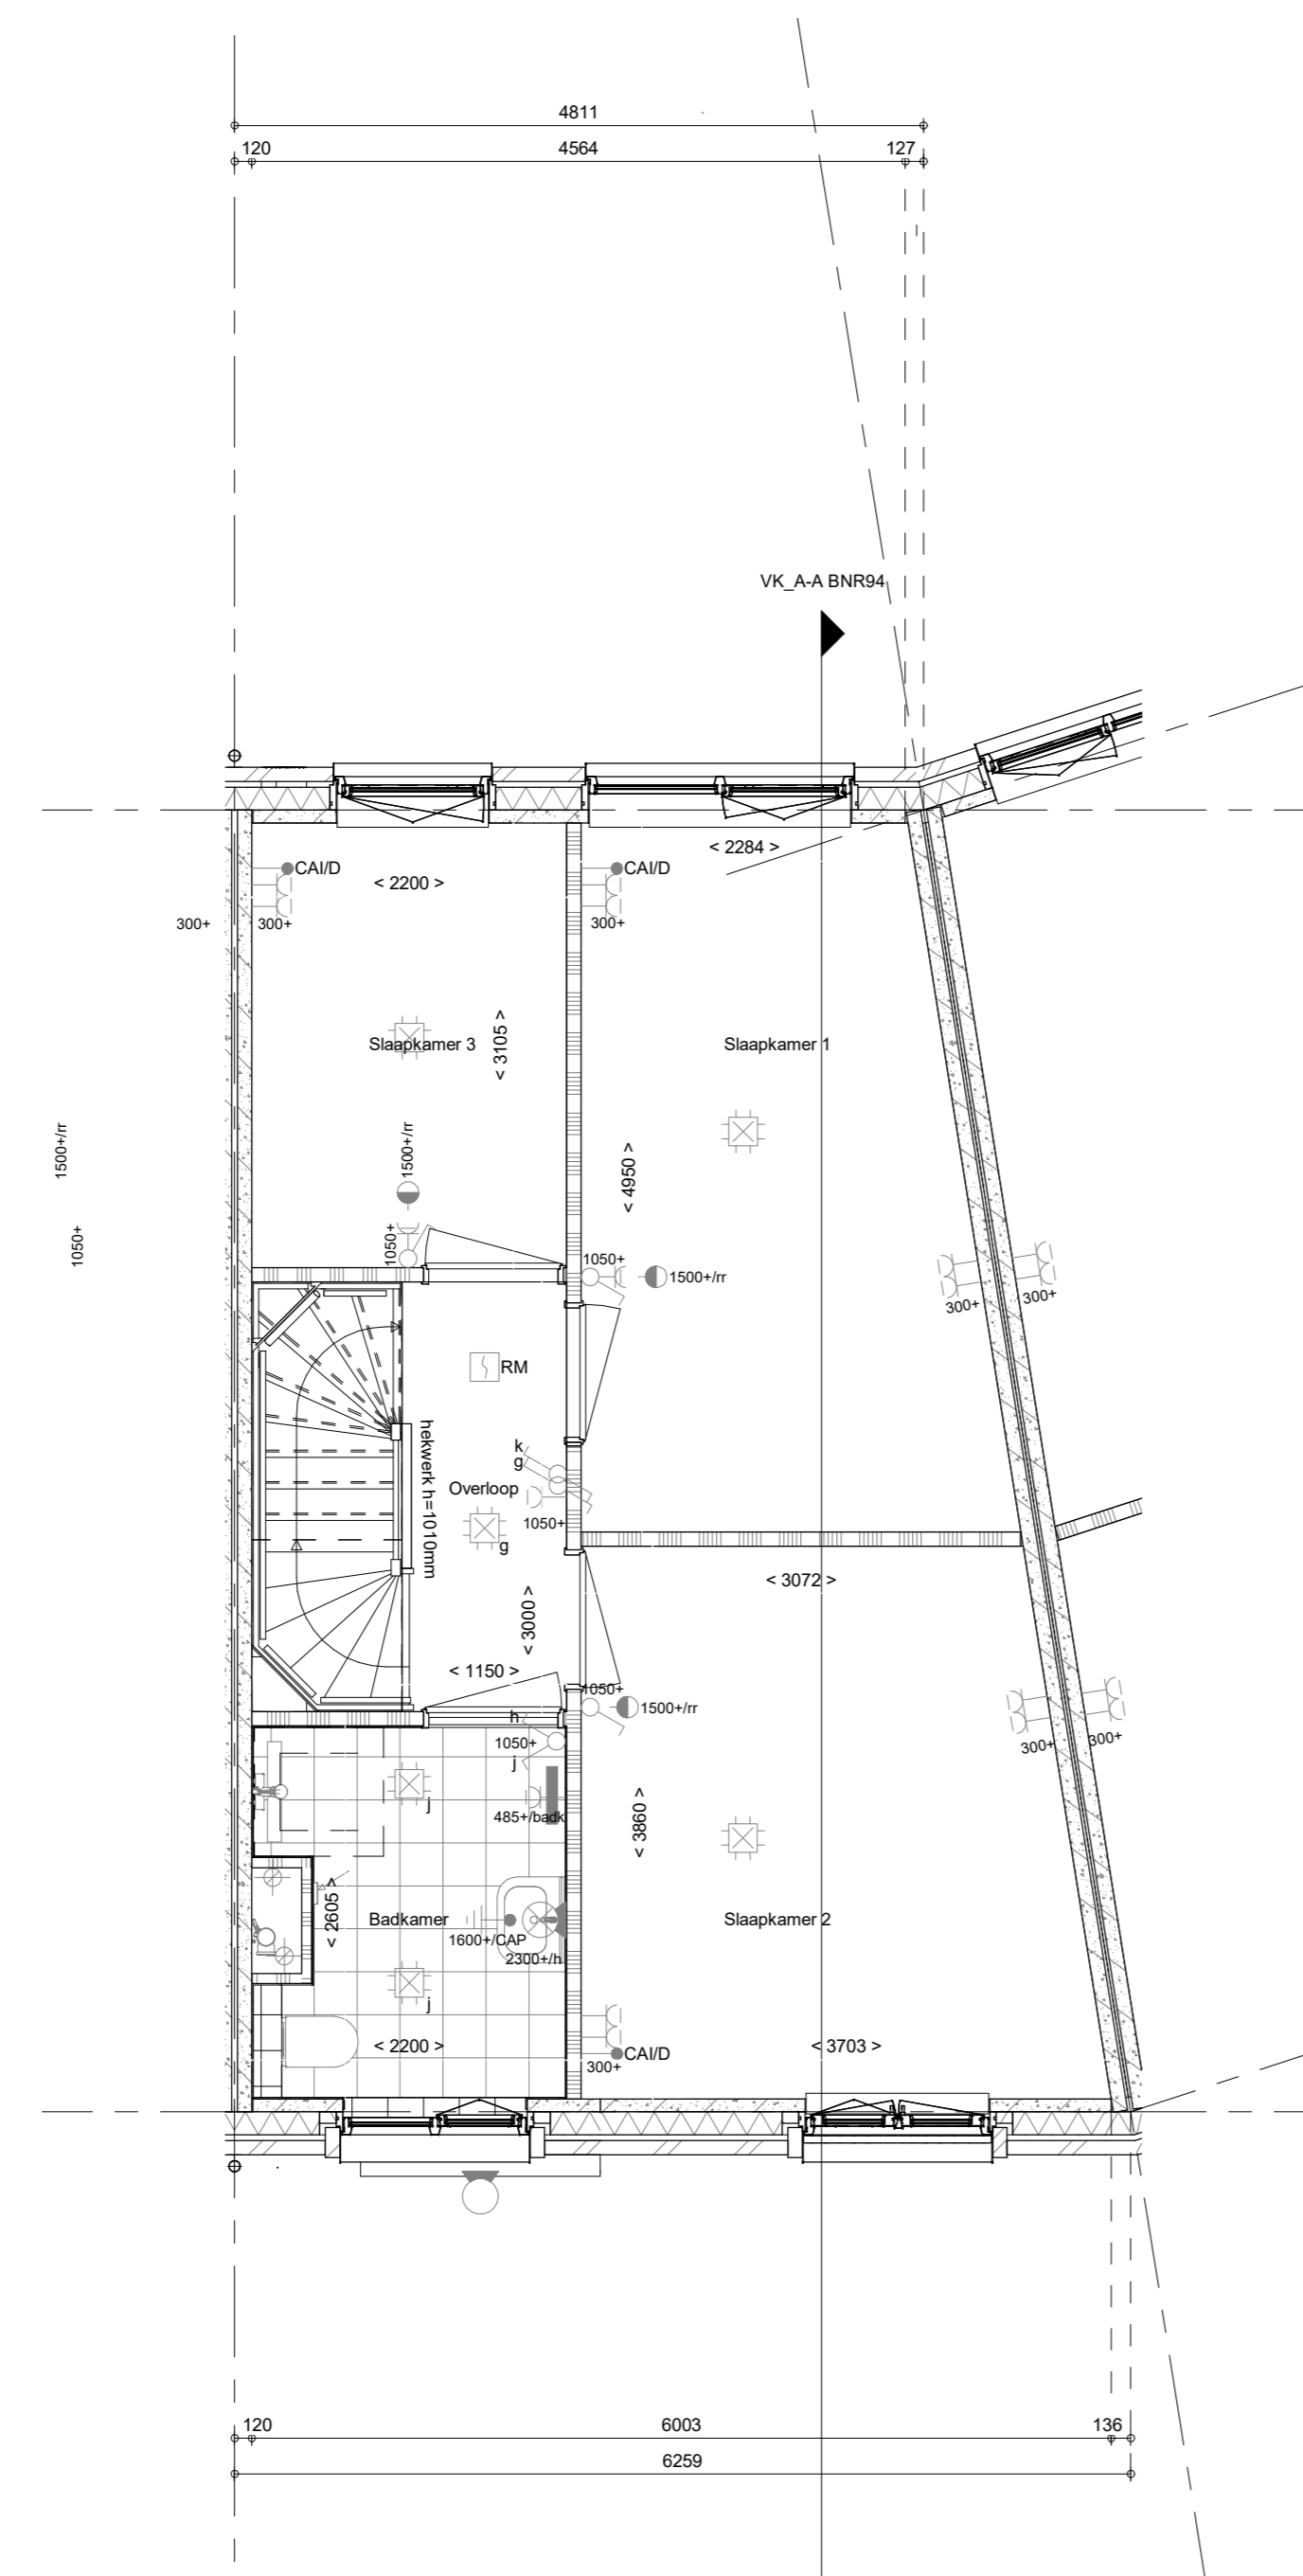 4811
120 4564 127
VK_A-A BNR94
< 2284 >
CAI/D < 2200 > CAI/D
300+ 300+ 300+
< 3105 >
Slaapkamer 3 Slaapkamer 1
1500+/rr 1500+/rr
< 4950 >
1050+ 1050+
1050+
1500+/rr
300+ 300+
RM
hekwerk h=1010mm
k
g
Overloop
1050+
g
< 3072 >
< 3000 >
< 1150 >
1050+
1500+/rr
300+ 300+
h
1050+
j
j
485+/badk
< 3860 >
< 2605 >
Badkamer
Slaapkamer 2
1600+/CAP
2300+/h
j
< 2200 > < 3703 >
CAI/D
300+
120 6003 136
6259